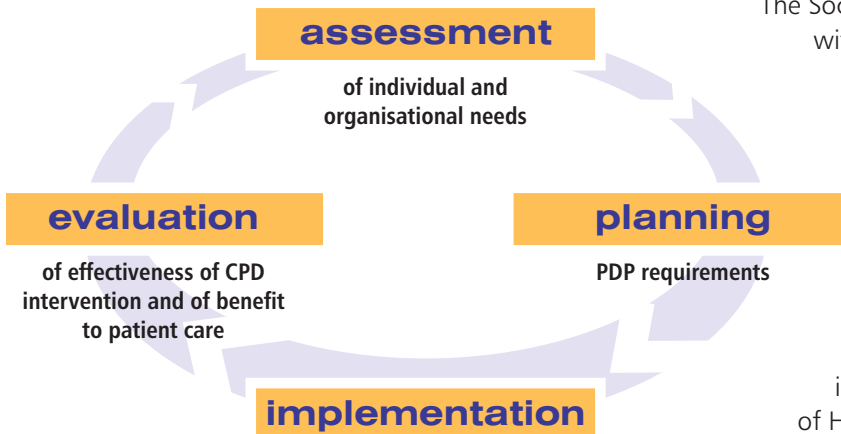 The Soc
wi
assessment
of individual and
organisational needs
evaluation
planning
of effectiveness of CPD
intervention and of benefit
to patient care
PDP requirements
i
of H
implementation